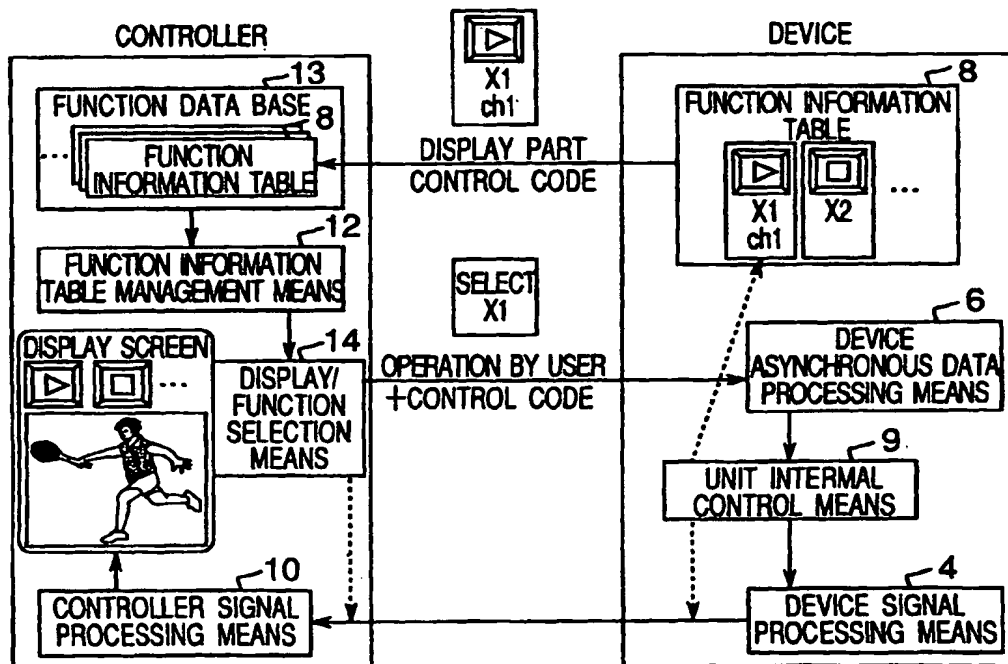 CONTROLLER
13
FUNCTION DATA BASE
8
...
FUNCTION
INFORMATION TABLE
12
FUNCTION INFORMATION
TABLE MANAGEMENT MEANS
14
DISPLAY SCREEN
...
DISPLAY/
FUNCTION
SELECTION
MEANS
10
CONTROLLER SIGNAL
PROCESSING MEANS
X1
ch1
DISPLAY PART
CONTROL CODE
SELECT
X1
OPERATION BY USER
+CONTROL CODE
DEVICE
8
FUNCTION INFORMATION
TABLE
X1
ch1
X2
...
6
DEVICE
ASYNCHRONOUS DATA
PROCESSING MEANS
9
UNIT INTERMAL
CONTROL MEANS
4
DEVICE SIGNAL
PROCESSING MEANS